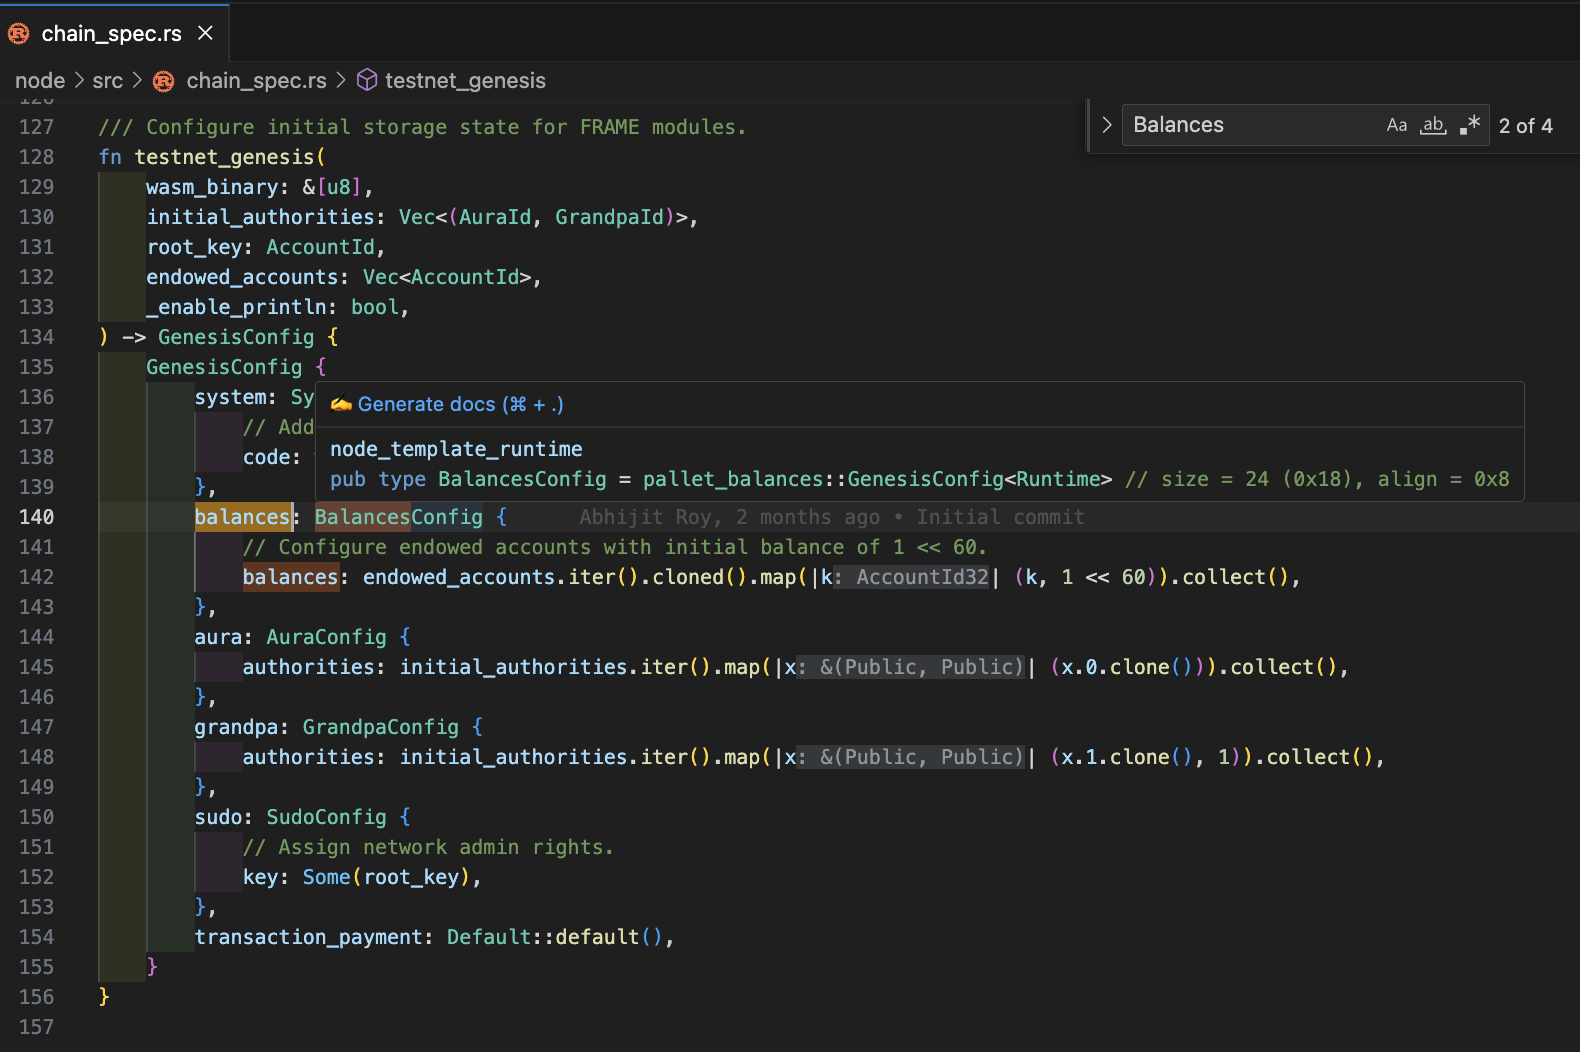 chain_spec.rs
node > src > chain_spec.rs > testnet_genesis
Balances Aa ab .* 2 of 4
126
127 /// Configure initial storage state for FRAME modules.
128 fn testnet_genesis(
129 wasm_binary: &[u8],
130 initial_authorities: Vec<(AuraId, GrandpaId)>,
131 root_key: AccountId,
132 endowed_accounts: Vec<AccountId>,
133 _enable_println: bool,
134 ) -> GenesisConfig {
135 GenesisConfig {
136 system: Sy
✍️ Generate docs (⌘ + .)
137 // Add
node_template_runtime
138 code:
pub type BalancesConfig = pallet_balances::GenesisConfig<Runtime> // size = 24 (0x18), align = 0x8
139 },
140 balances: BalancesConfig { Abhijit Roy, 2 months ago • Initial commit
141 // Configure endowed accounts with initial balance of 1 << 60.
142 balances: endowed_accounts.iter().cloned().map(|k: AccountId32| (k, 1 << 60)).collect(),
143 },
144 aura: AuraConfig {
145 authorities: initial_authorities.iter().map(|x: &(Public, Public)| (x.0.clone())).collect(),
146 },
147 grandpa: GrandpaConfig {
148 authorities: initial_authorities.iter().map(|x: &(Public, Public)| (x.1.clone(), 1)).collect(),
149 },
150 sudo: SudoConfig {
151 // Assign network admin rights.
152 key: Some(root_key),
153 },
154 transaction_payment: Default::default(),
155 }
156 }
157